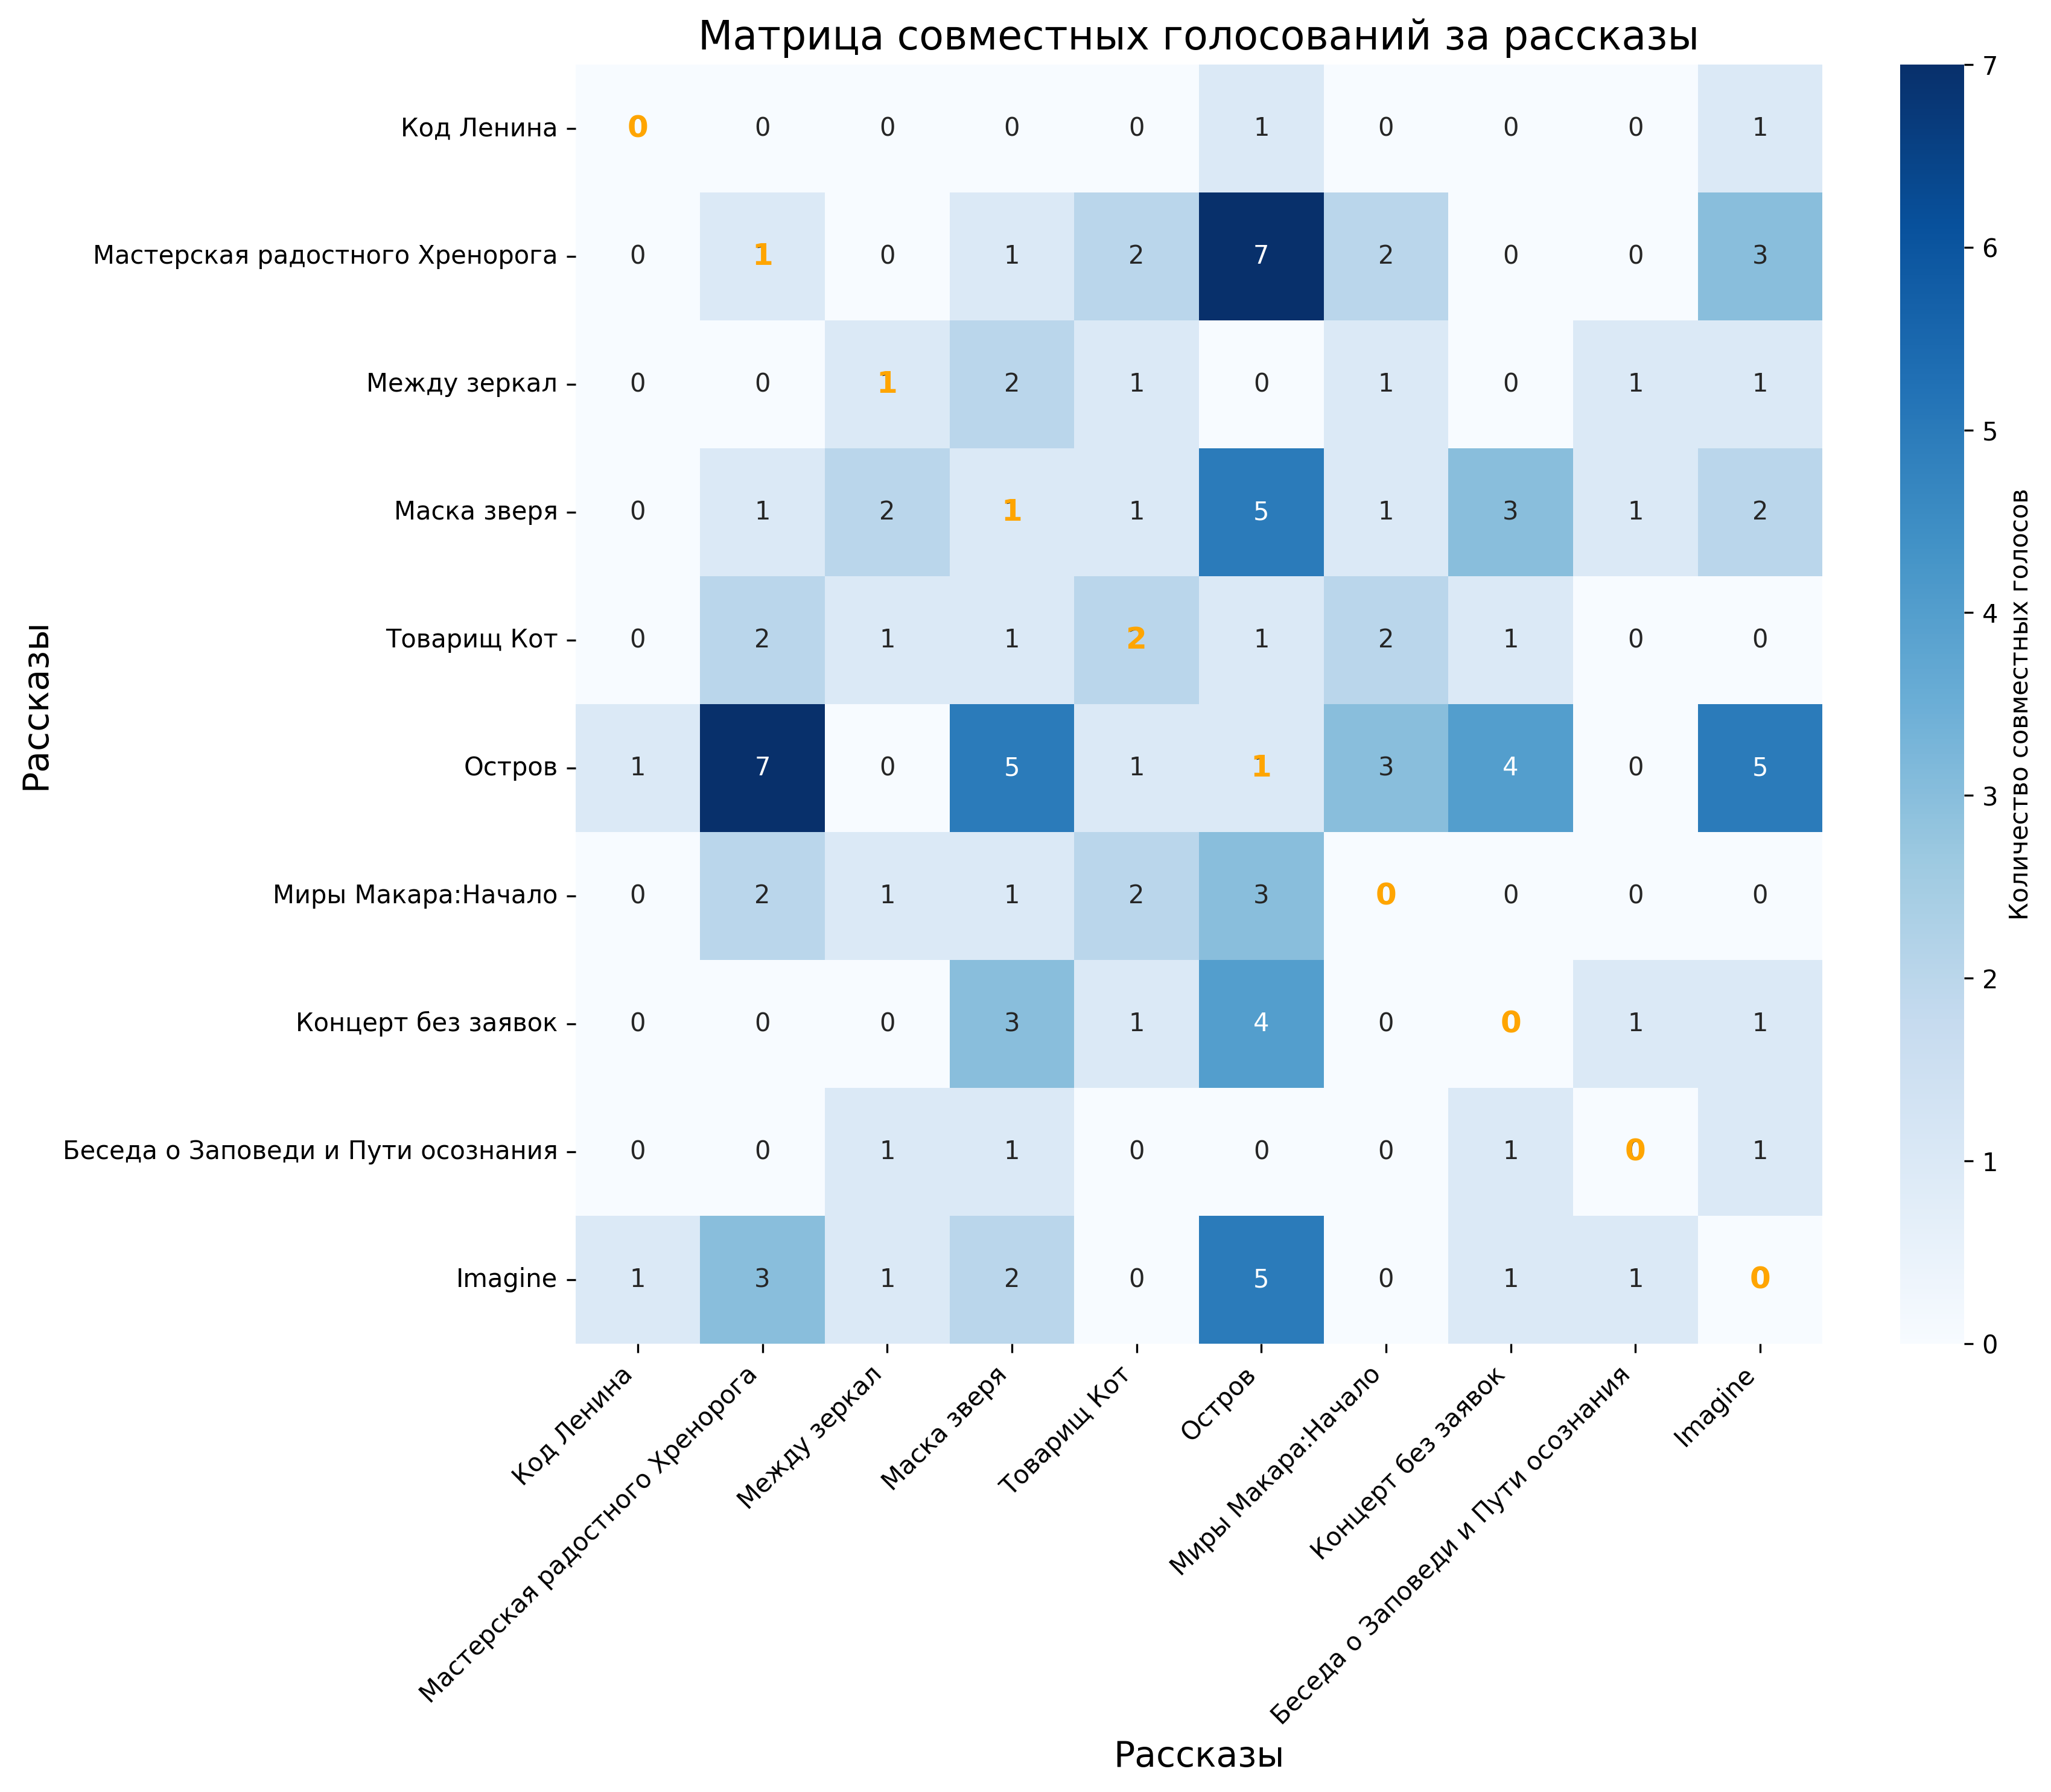 Матрица совместных голосований за рассказы
Рассказы
Код Ленина 0 0 0 0 0 1 0 0 0 1
Мастерская радостного Хренорога 0 1 0 1 2 7 2 0 0 3
Между зеркал 0 0 1 2 1 0 1 0 1 1
Маска зверя 0 1 2 1 1 5 1 3 1 2
Товарищ Кот 0 2 1 1 2 1 2 1 0 0
Остров 1 7 0 5 1 1 3 4 0 5
Миры Макара:Начало 0 2 1 1 2 3 0 0 0 0
Концерт без заявок 0 0 0 3 1 4 0 0 1 1
Беседа о Заповеди и Пути осознания 0 0 1 1 0 0 0 1 0 1
Imagine 1 3 1 2 0 5 0 1 1 0
Код Ленина
Мастерская радостного Хренорога
Между зеркал
Маска зверя
Товарищ Кот
Остров
Миры Макара:Начало
Концерт без заявок
Беседа о Заповеди и Пути осознания
Imagine
Рассказы
7
6
5
4
3
2
1
0
Количество совместных голосов